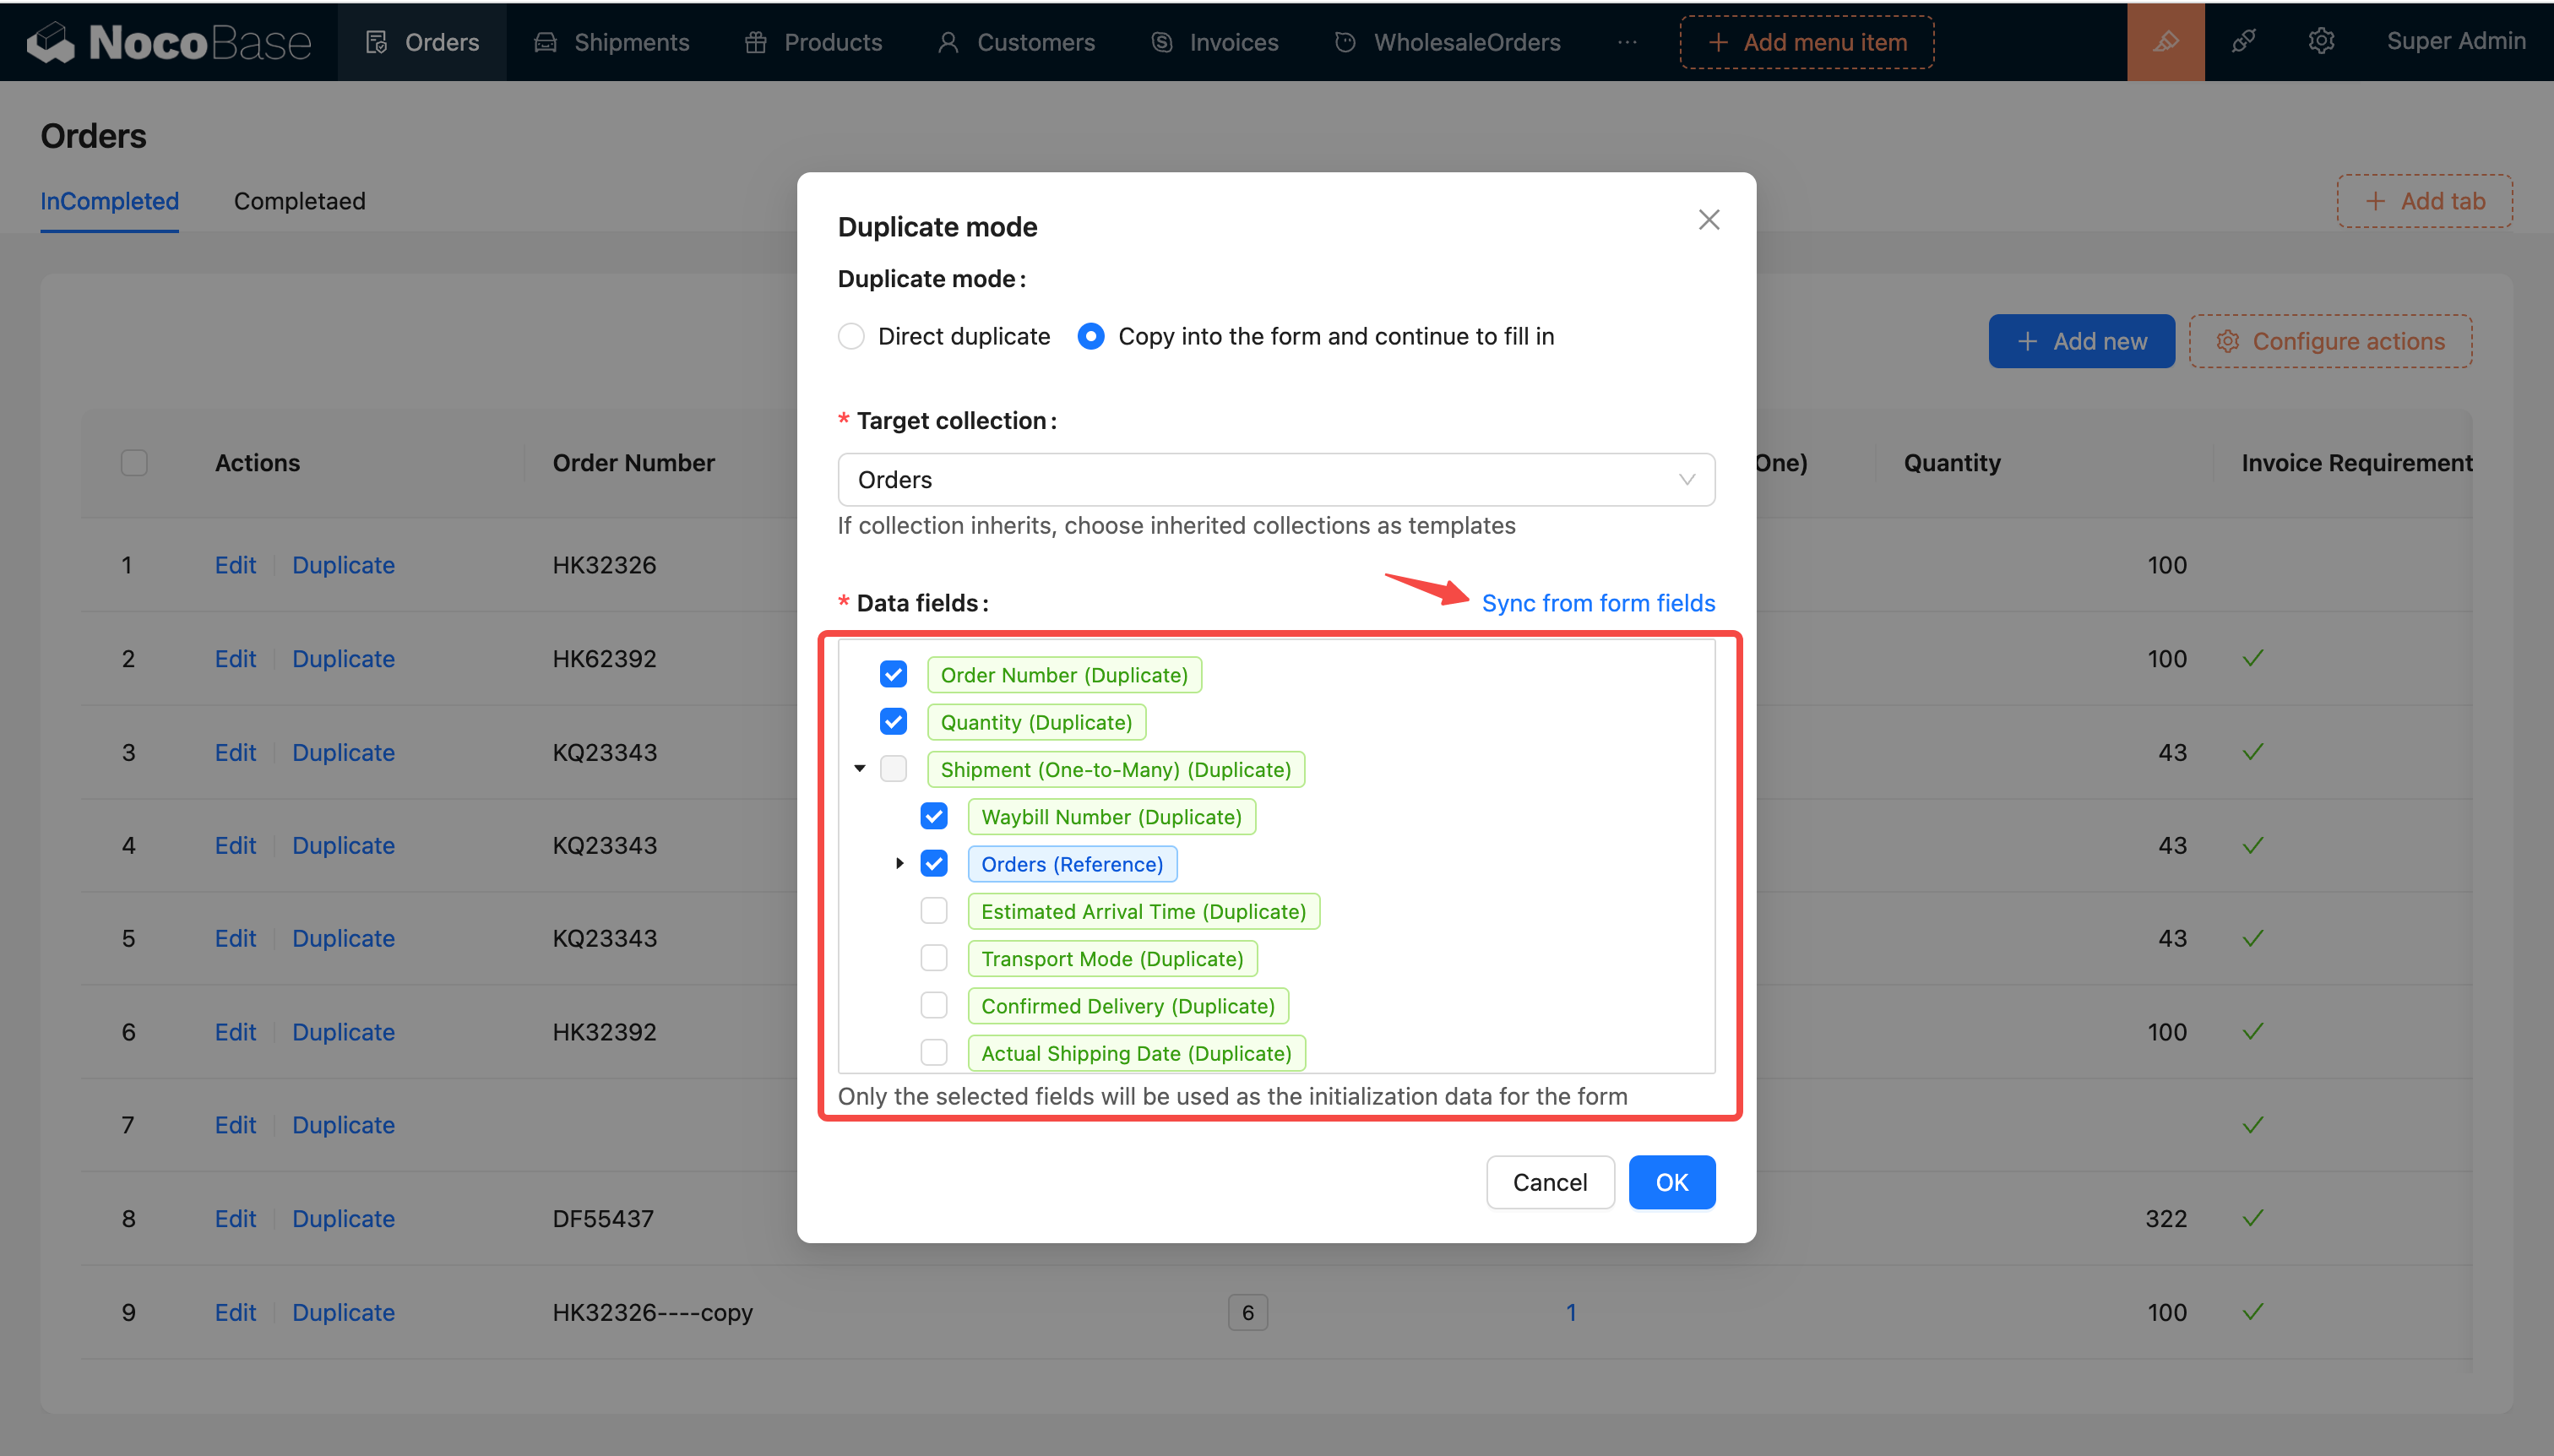 NocoBase Orders Shipments Products Customers Invoices WholesaleOrders ··· + Add menu item Super Admin
Orders
InCompleted Completaed + Add tab
Duplicate mode
Duplicate mode:
Direct duplicate Copy into the form and continue to fill in
+ Add new Configure actions
* Target collection:
Orders
If collection inherits, choose inherited collections as templates
* Data fields: Sync from form fields
Order Number (Duplicate)
Quantity (Duplicate)
Shipment (One-to-Many) (Duplicate)
Waybill Number (Duplicate)
Orders (Reference)
Estimated Arrival Time (Duplicate)
Transport Mode (Duplicate)
Confirmed Delivery (Duplicate)
Actual Shipping Date (Duplicate)
Only the selected fields will be used as the initialization data for the form
Cancel OK
Actions Order Number One) Quantity Invoice Requirement
1 Edit Duplicate HK32326 100
2 Edit Duplicate HK62392 100
3 Edit Duplicate KQ23343 43
4 Edit Duplicate KQ23343 43
5 Edit Duplicate KQ23343 43
6 Edit Duplicate HK32392 100
7 Edit Duplicate
8 Edit Duplicate DF55437 322
9 Edit Duplicate HK32326----copy 6 1 100